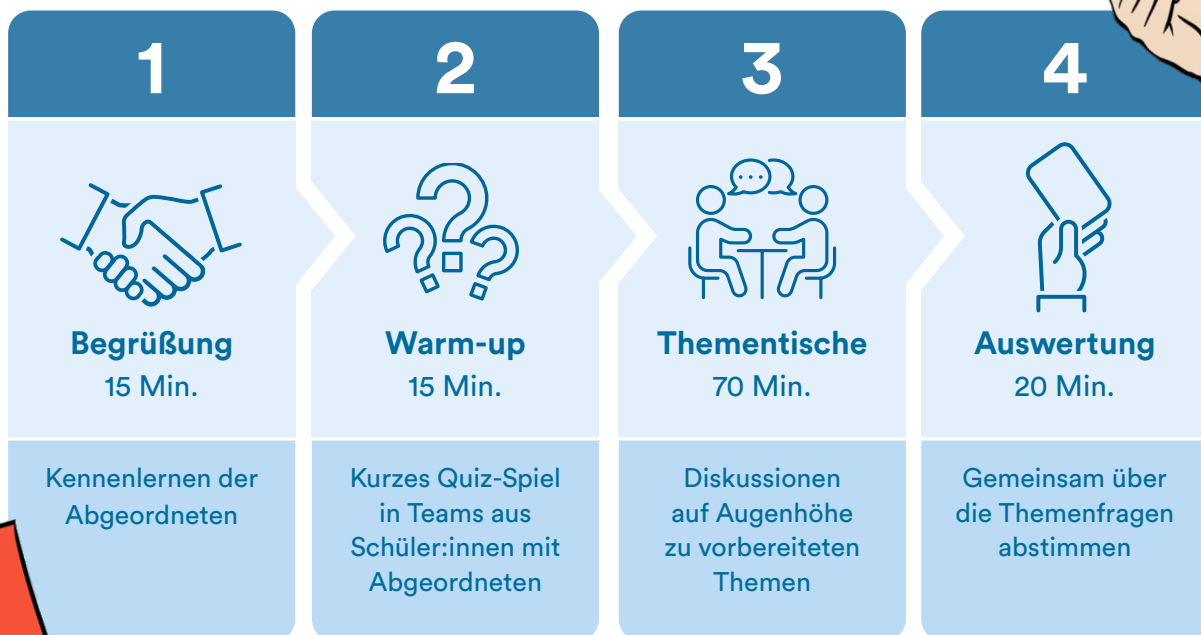 1
Begrüßung
15 Min.
Kennenlernen der
Abgeordneten
2
Warm-up
15 Min.
Kurzes Quiz-Spiel
in Teams aus
Schüler:innen mit
Abgeordneten
3
Thementische
70 Min.
Diskussionen
auf Augenhöhe
zu vorbereiteten
Themen
4
Auswertung
20 Min.
Gemeinsam über
die Themenfragen
abstimmen